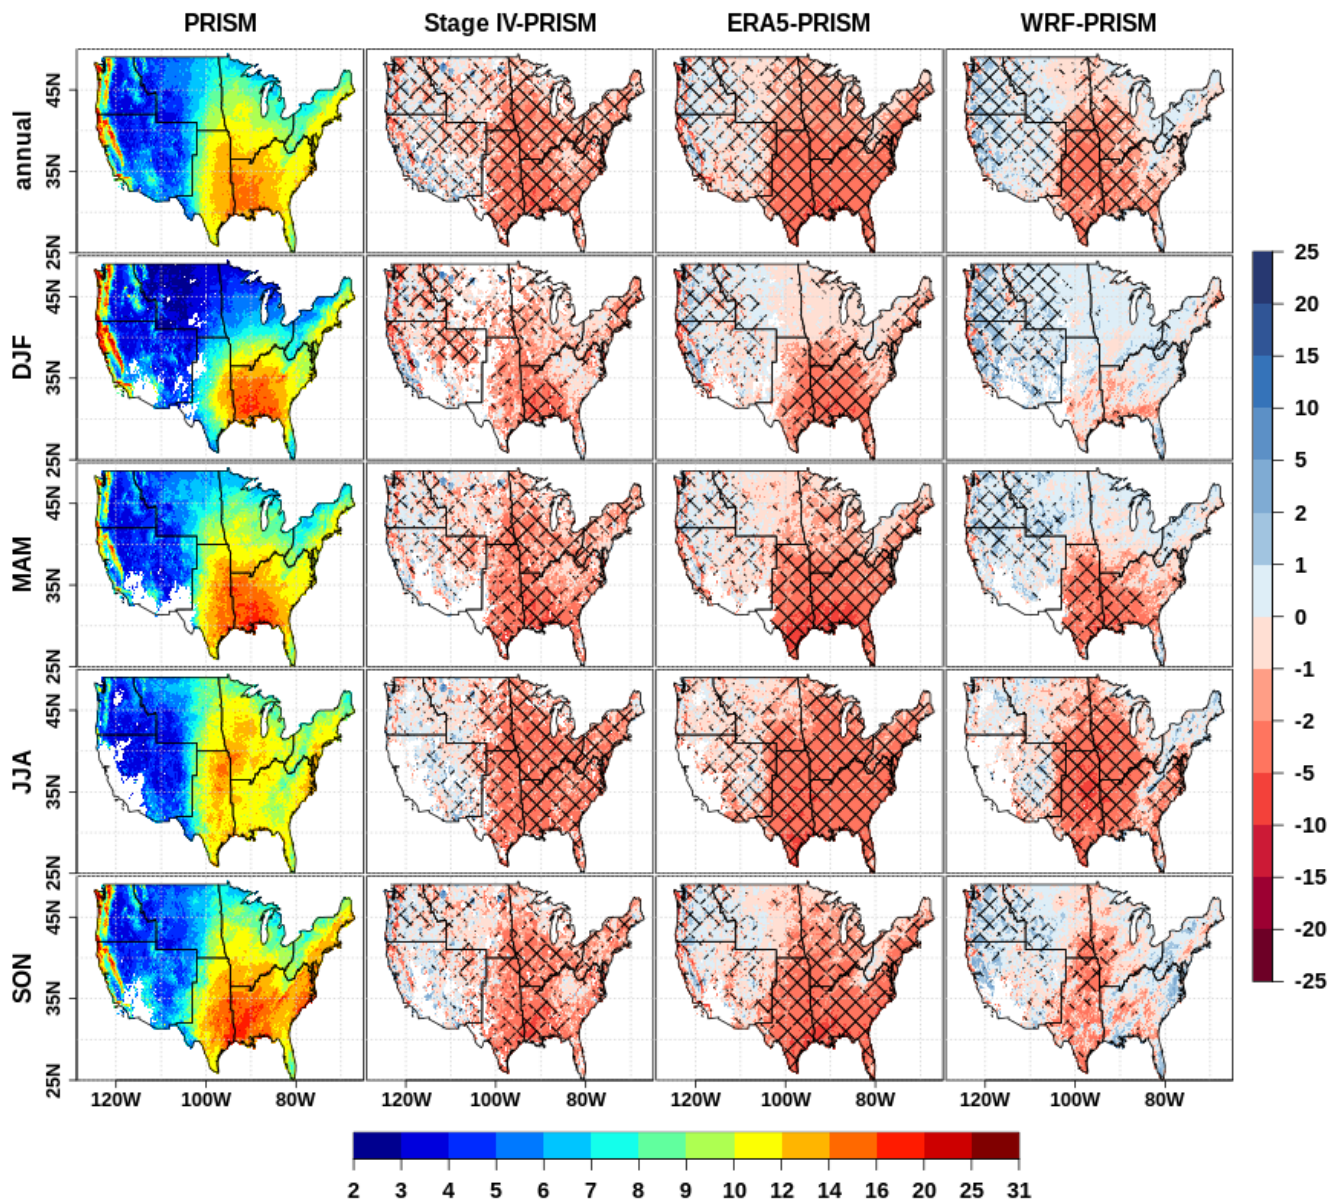 PRISM Stage IV-PRISM ERA5-PRISM WRF-PRISM
annual 45N 35N 25N
DJF 45N 35N 25N
MAM 45N 35N 25N
JJA 45N 35N 25N
SON 45N 35N 25N
120W 100W 80W 120W 100W 80W 120W 100W 80W 120W 100W 80W
25
20
15
10
5
2
1
0
-1
-2
-5
-10
-15
-20
-25
2 3 4 5 6 7 8 9 10 12 14 16 20 25 31